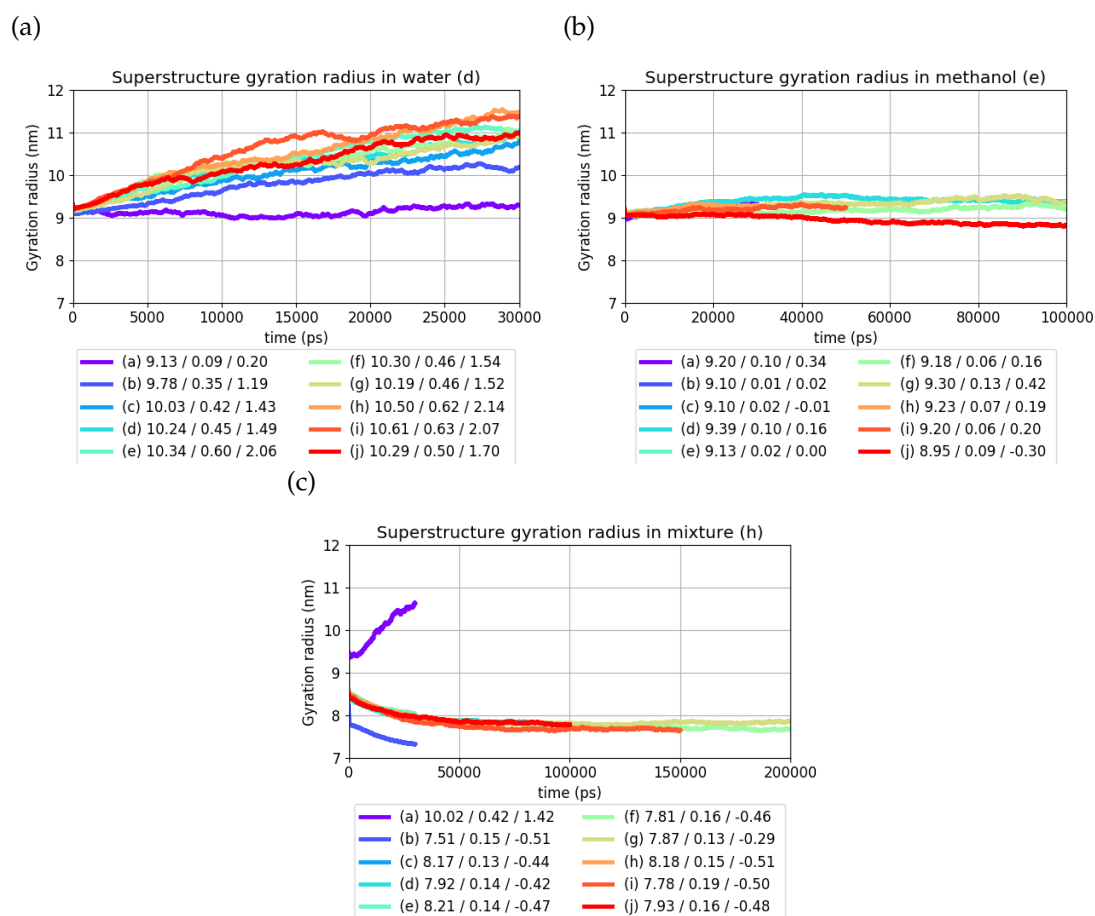 (a)
(b)
Superstructure gyration radius in water (d)
12
11
10
9
8
7
Gyration radius (nm)
0 5000 10000 15000 20000 25000 30000
time (ps)
(a) 9.13 / 0.09 / 0.20
(b) 9.78 / 0.35 / 1.19
(c) 10.03 / 0.42 / 1.43
(d) 10.24 / 0.45 / 1.49
(e) 10.34 / 0.60 / 2.06
(f) 10.30 / 0.46 / 1.54
(g) 10.19 / 0.46 / 1.52
(h) 10.50 / 0.62 / 2.14
(i) 10.61 / 0.63 / 2.07
(j) 10.29 / 0.50 / 1.70
Superstructure gyration radius in methanol (e)
12
11
10
9
8
7
Gyration radius (nm)
0 20000 40000 60000 80000 100000
time (ps)
(a) 9.20 / 0.10 / 0.34
(b) 9.10 / 0.01 / 0.02
(c) 9.10 / 0.02 / -0.01
(d) 9.39 / 0.10 / 0.16
(e) 9.13 / 0.02 / 0.00
(f) 9.18 / 0.06 / 0.16
(g) 9.30 / 0.13 / 0.42
(h) 9.23 / 0.07 / 0.19
(i) 9.20 / 0.06 / 0.20
(j) 8.95 / 0.09 / -0.30
(c)
Superstructure gyration radius in mixture (h)
12
11
10
9
8
7
Gyration radius (nm)
0 50000 100000 150000 200000
time (ps)
(a) 10.02 / 0.42 / 1.42
(b) 7.51 / 0.15 / -0.51
(c) 8.17 / 0.13 / -0.44
(d) 7.92 / 0.14 / -0.42
(e) 8.21 / 0.14 / -0.47
(f) 7.81 / 0.16 / -0.46
(g) 7.87 / 0.13 / -0.29
(h) 8.18 / 0.15 / -0.51
(i) 7.78 / 0.19 / -0.50
(j) 7.93 / 0.16 / -0.48